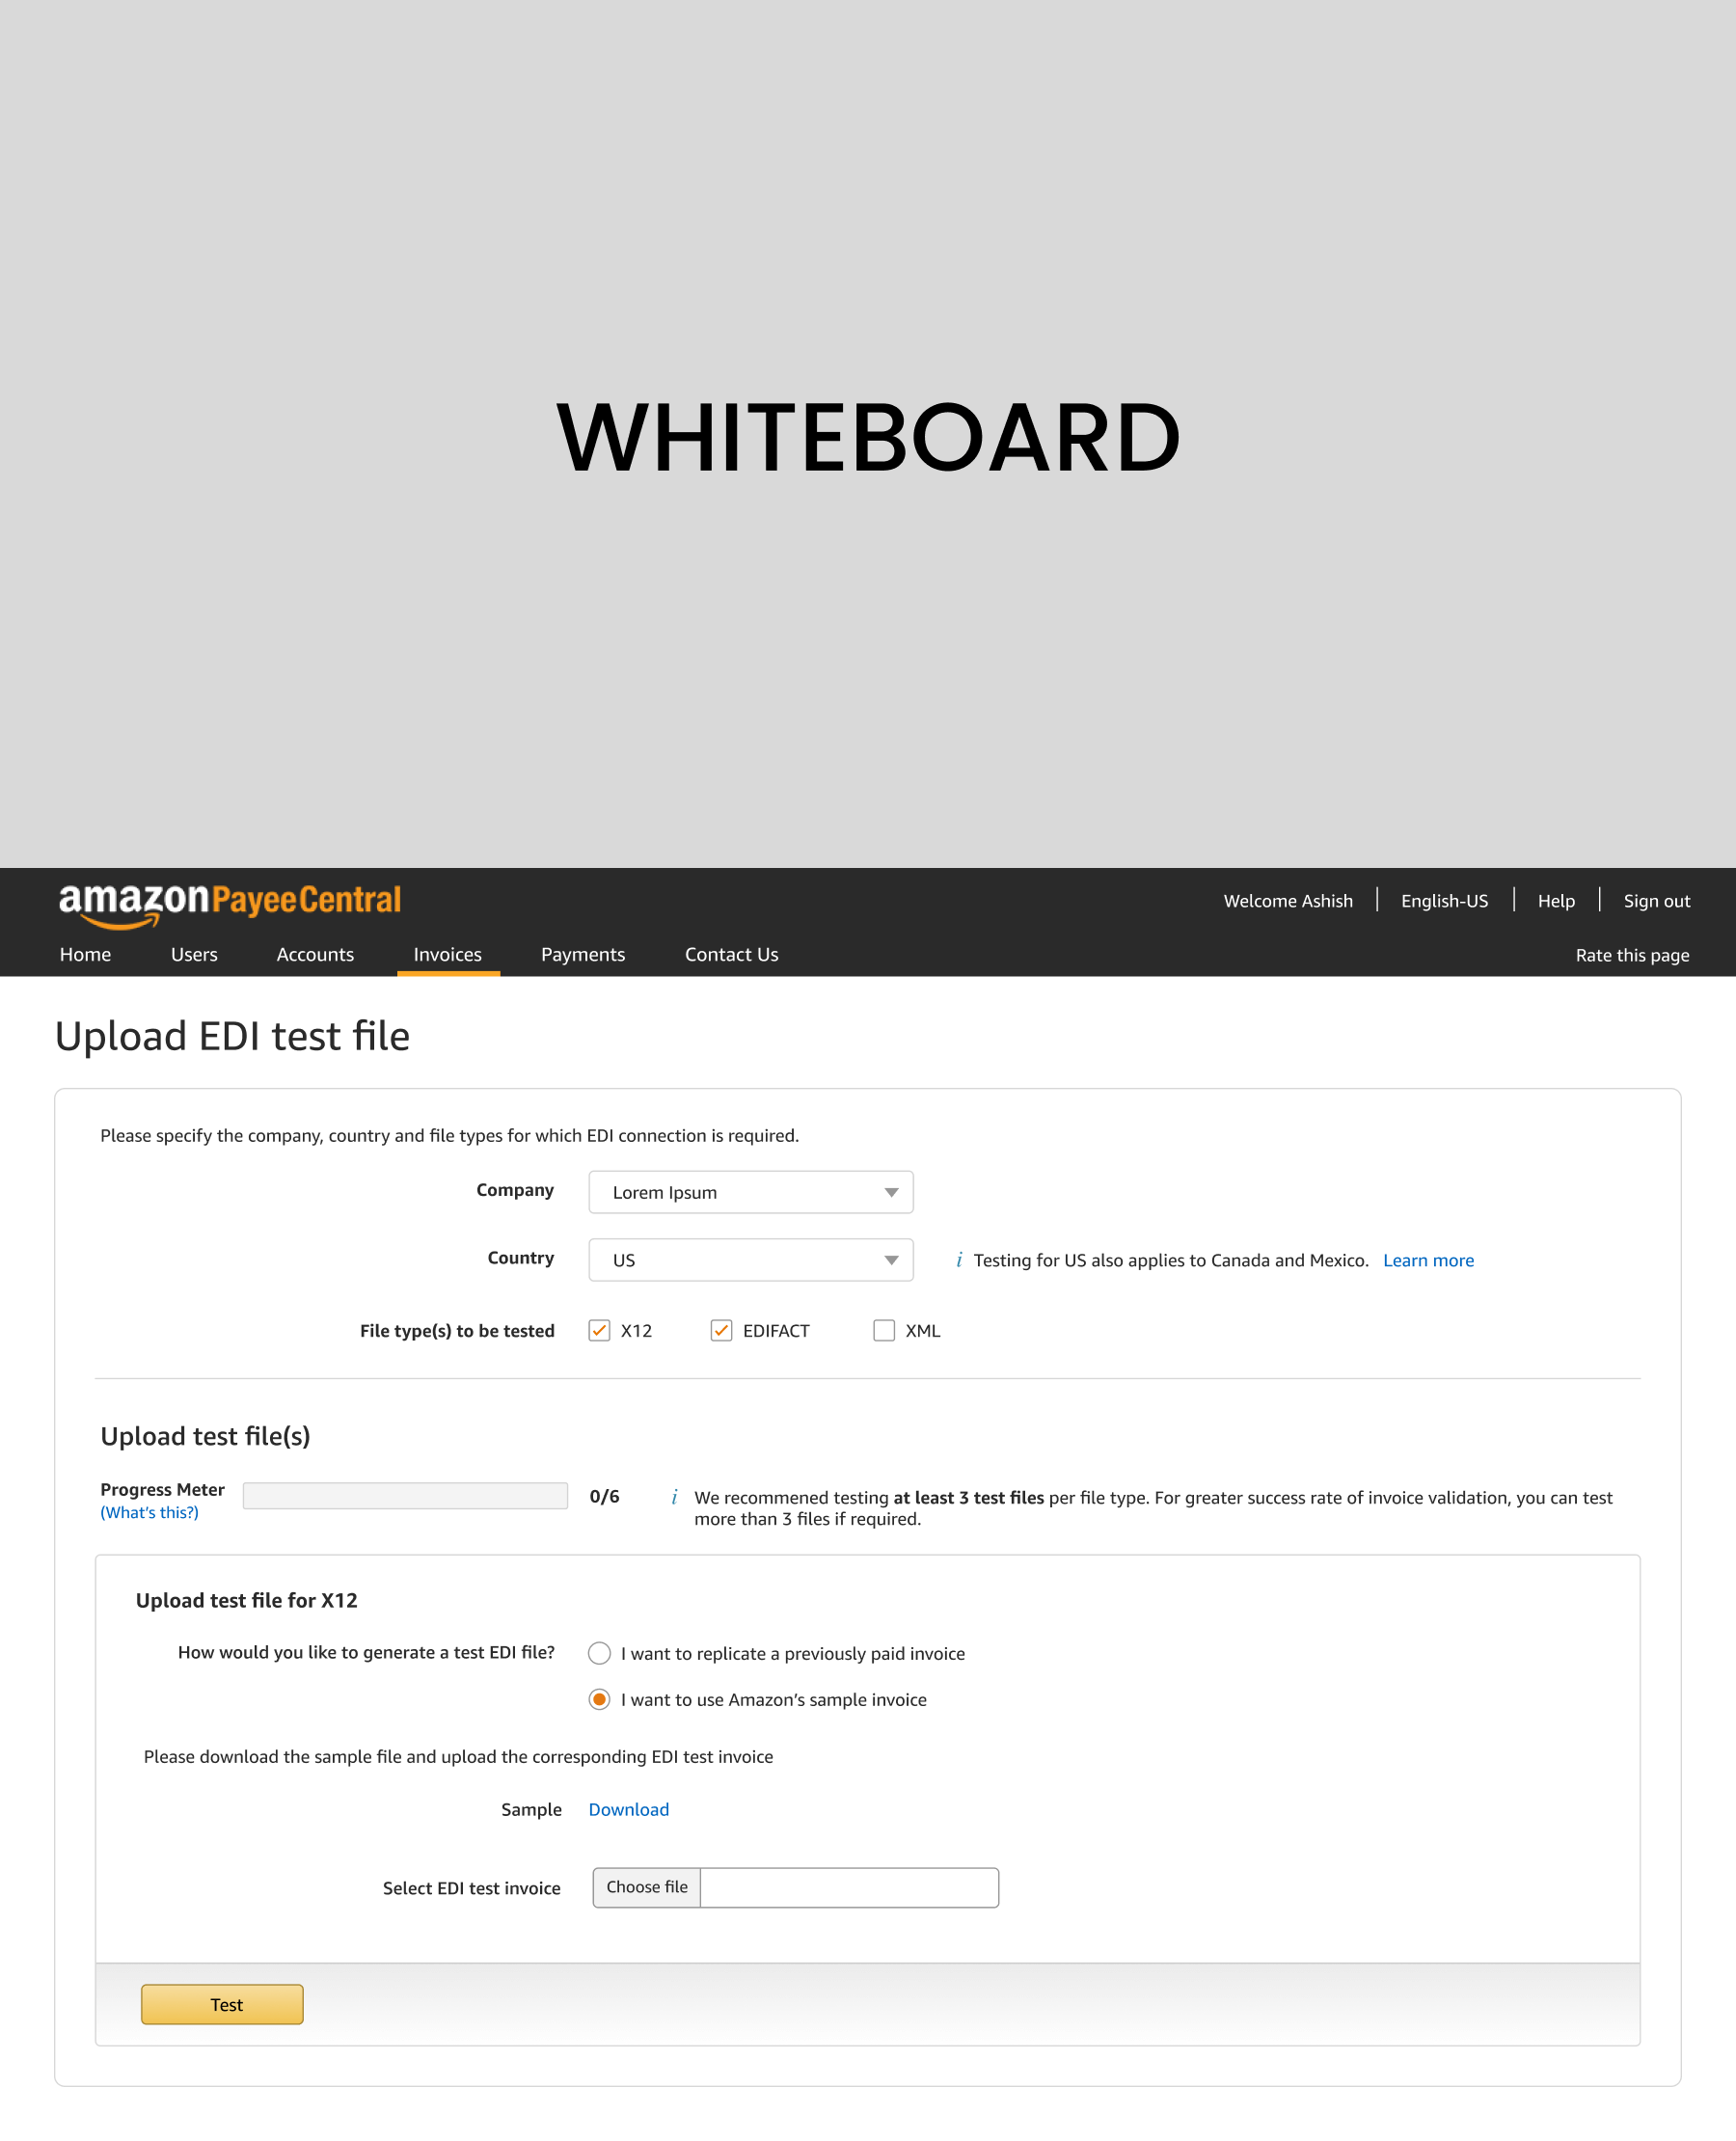 WHITEBOARD
amazonPayeeCentral
Welcome Ashish English-US Help Sign out
Home Users Accounts Invoices Payments Contact Us Rate this page
Upload EDI test file
Please specify the company, country and file types for which EDI connection is required.
Company Lorem Ipsum
Country US i Testing for US also applies to Canada and Mexico. Learn more
File type(s) to be tested X12 EDIFACT XML
Upload test file(s)
Progress Meter 0/6 i We recommened testing at least 3 test files per file type. For greater success rate of invoice validation, you can test
(What's this?) more than 3 files if required.
Upload test file for X12
How would you like to generate a test EDI file? I want to replicate a previously paid invoice
I want to use Amazon's sample invoice
Please download the sample file and upload the corresponding EDI test invoice
Sample Download
Select EDI test invoice Choose file
Test